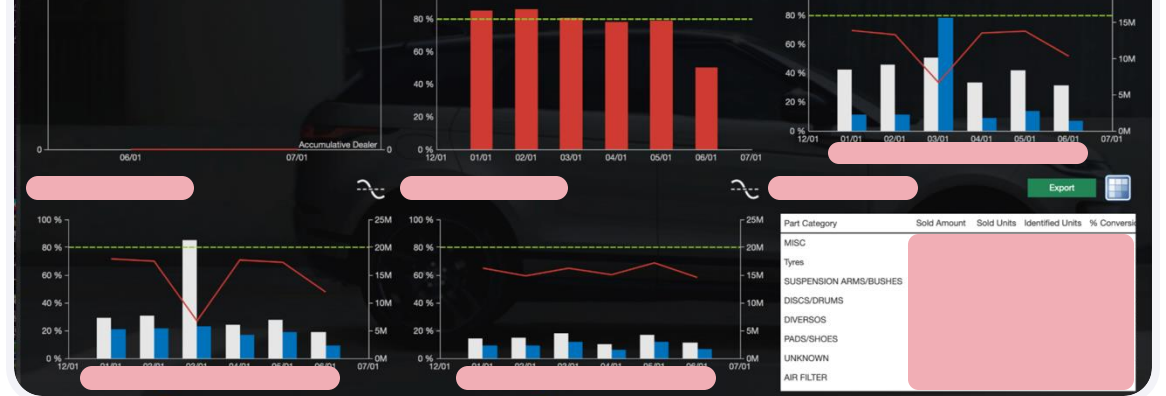 80 %
60 %
40 %
20 %
0 %
12/01 01/01 02/01 03/01 04/01 05/01 06/01 07/01
0 Accumulative Dealer 0
06/01 07/01
80 %
60 %
40 %
20 %
0 %
15M
10M
5M
0M
12/01 01/01 02/01 03/01 04/01 05/01 06/01 07/01
Export
100 %
80 %
60 %
40 %
20 %
0 %
25M
20M
15M
10M
5M
0M
12/01 07/01
100 %
80 %
60 %
40 %
20 %
0 %
25M
20M
15M
10M
5M
0M
12/01 07/01
Part Category Sold Amount Sold Units Identified Units
MISC
Tyres
SUSPENSION ARMS/BUSHES
DISCS/DRUMS
DIVERSOS
PADS/SHOES
UNKNOWN
AIR FILTER